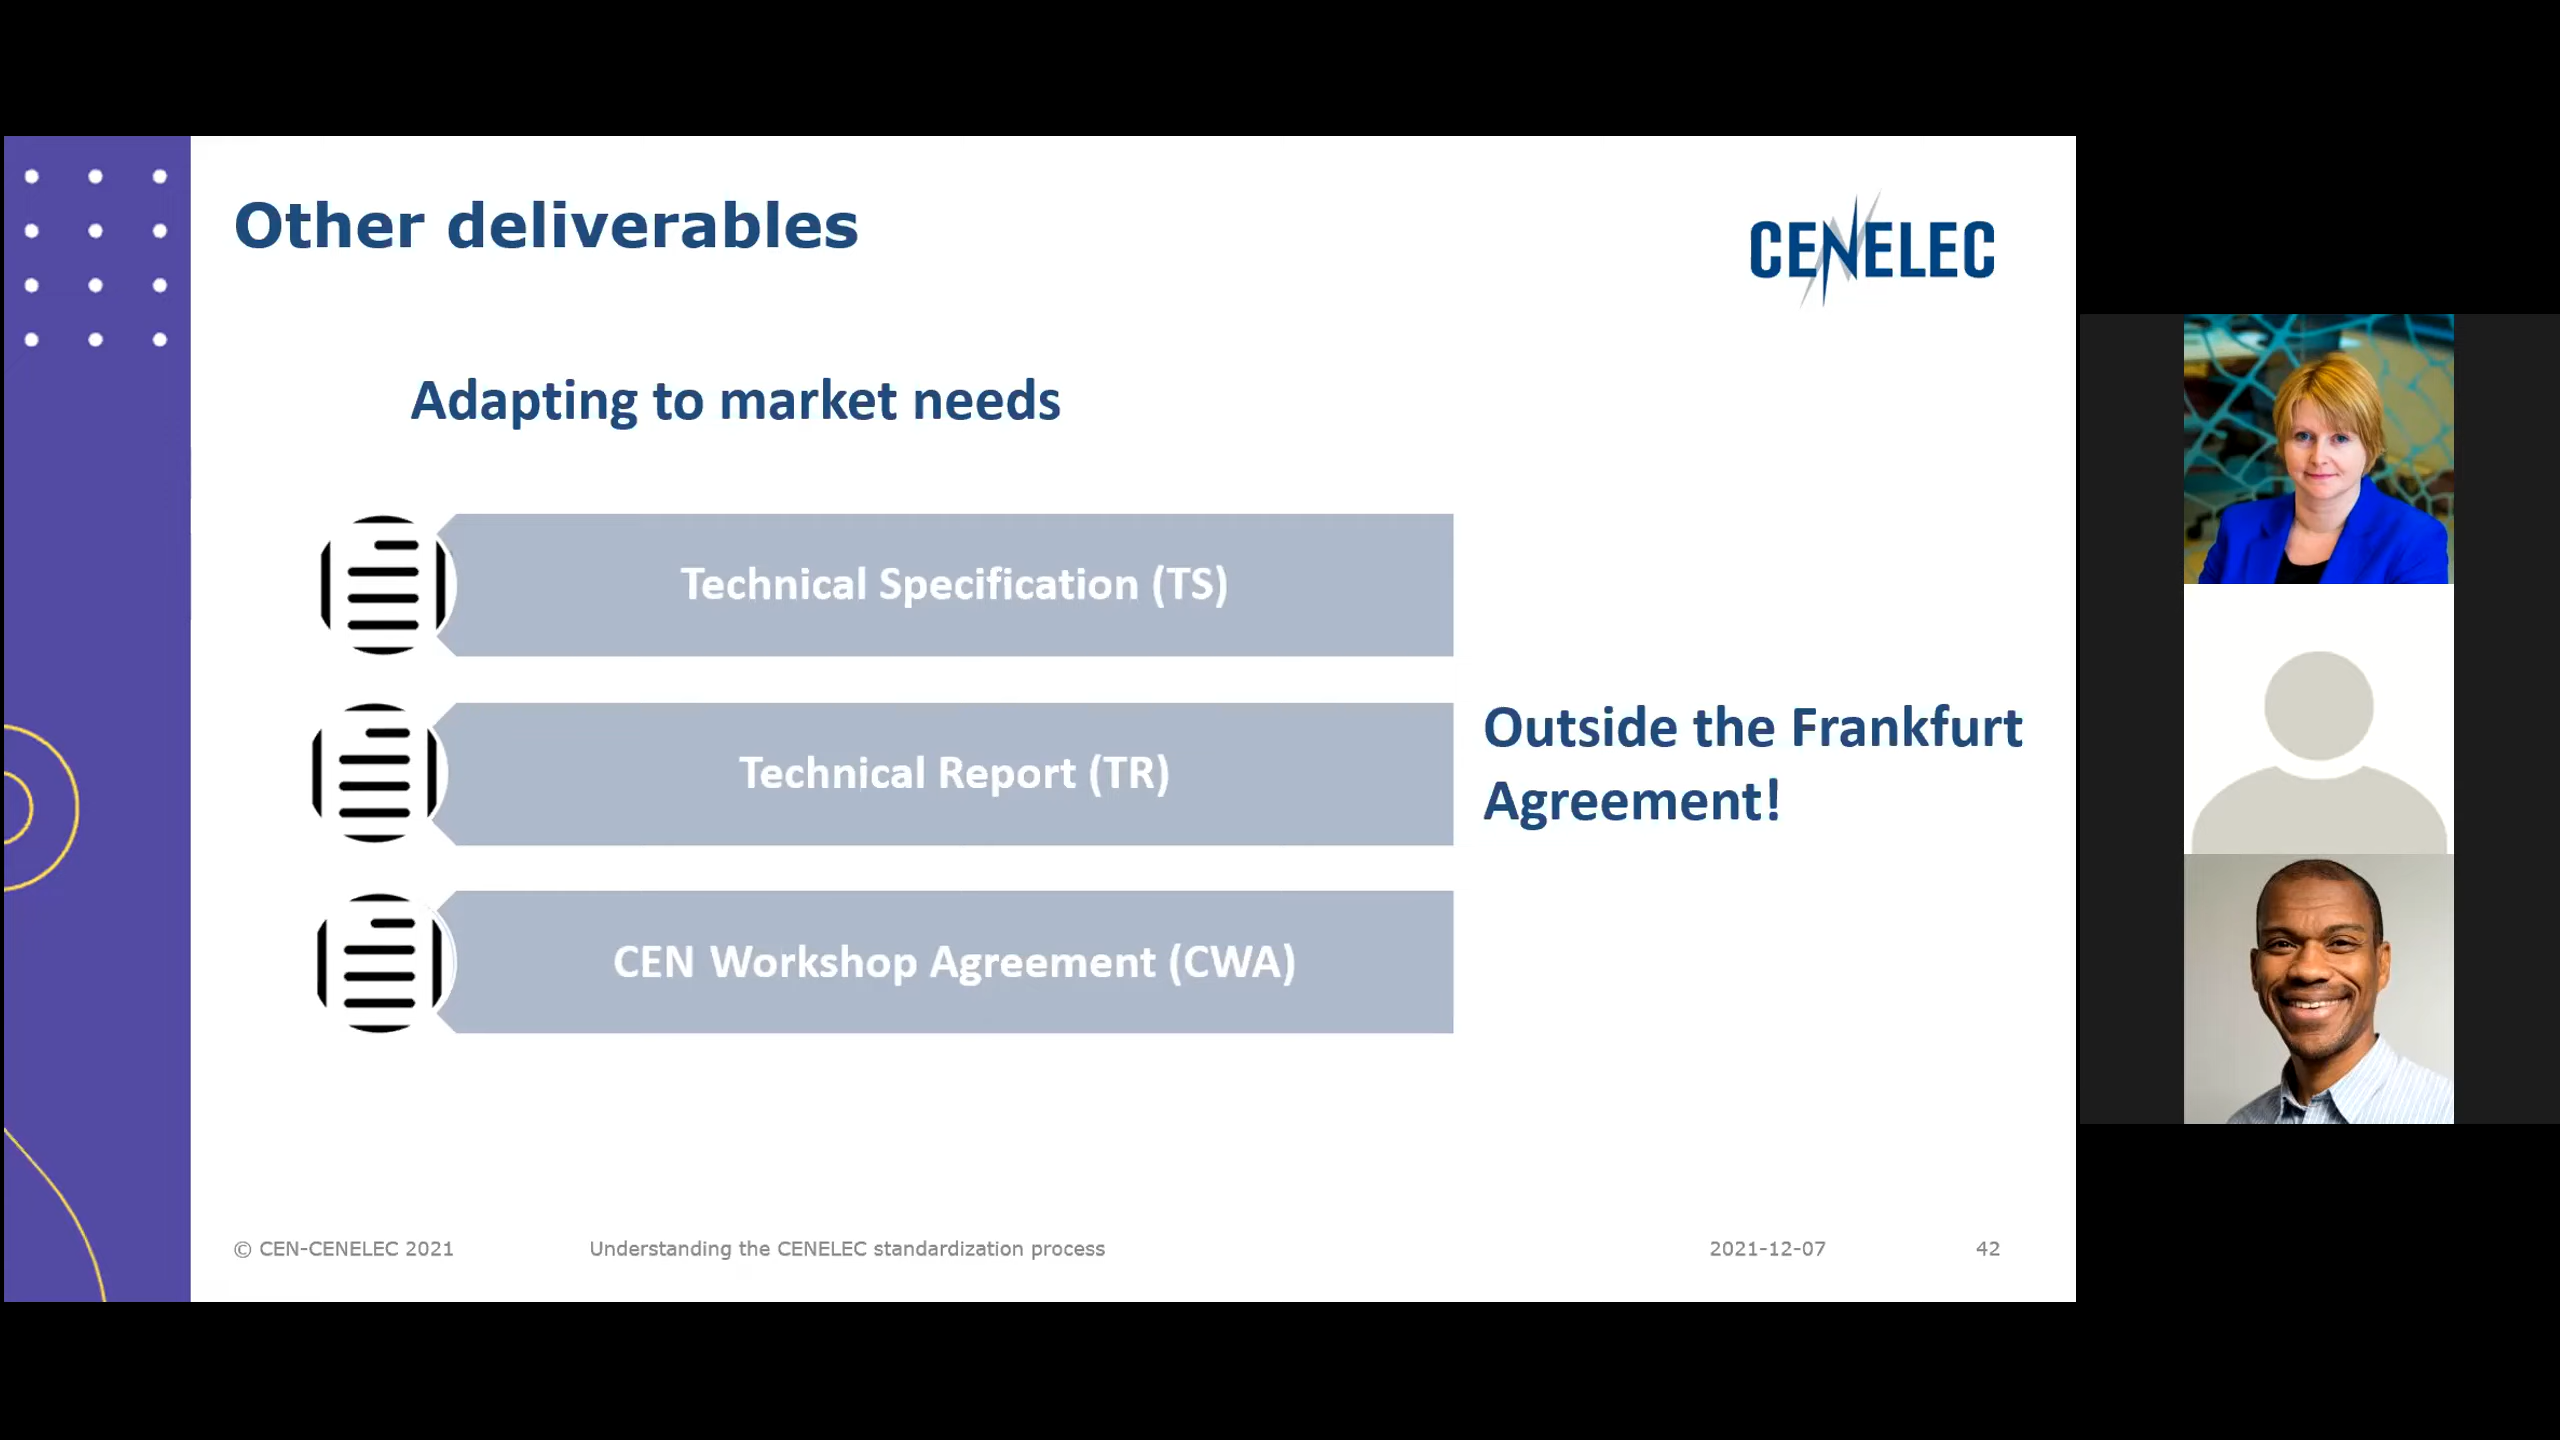 Other deliverables
CENELEC
Adapting to market needs
Technical Specification (TS)
Technical Report (TR)
CEN Workshop Agreement (CWA)
Outside the Frankfurt
Agreement!
© CEN-CENELEC 2021
Understanding the CENELEC standardization process
2021-12-07
42